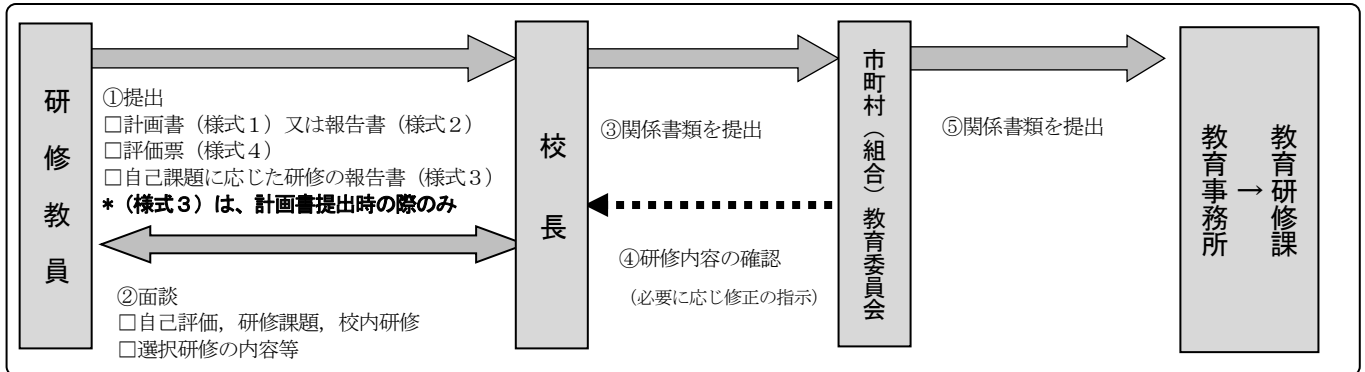 研修教員
①提出
□計画書（様式１）又は報告書（様式２）
□評価票（様式４）
□自己課題に応じた研修の報告書（様式３）
*（様式３）は、計画書提出時の際のみ
②面談
□自己評価，研修課題，校内研修
□選択研修の内容等
校長
③関係書類を提出
④研修内容の確認
（必要に応じ修正の指示）
市町村（組合）教育委員会
⑤関係書類を提出
教育事務所
→
教育研修課